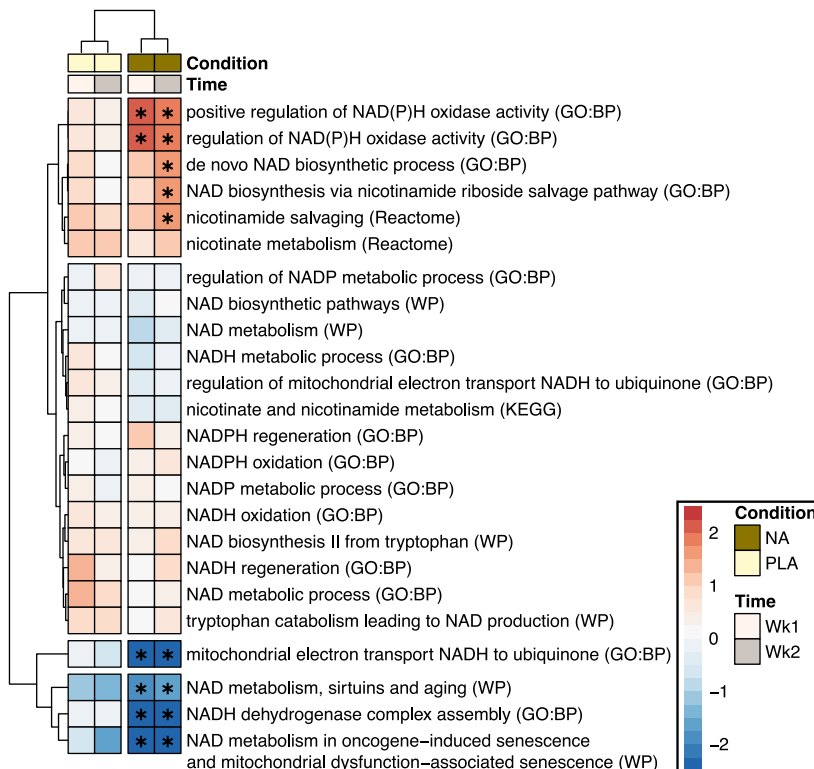 Condition
Time
positive regulation of NAD(P)H oxidase activity (GO:BP)
* *
regulation of NAD(P)H oxidase activity (GO:BP)
* *
de novo NAD biosynthetic process (GO:BP)
*
NAD biosynthesis via nicotinamide riboside salvage pathway (GO:BP)
*
nicotinamide salvaging (Reactome)
*
nicotinate metabolism (Reactome)
regulation of NADP metabolic process (GO:BP)
NAD biosynthetic pathways (WP)
NAD metabolism (WP)
NADH metabolic process (GO:BP)
regulation of mitochondrial electron transport NADH to ubiquinone (GO:BP)
nicotinate and nicotinamide metabolism (KEGG)
NADPH regeneration (GO:BP)
NADPH oxidation (GO:BP)
NADP metabolic process (GO:BP)
NADH oxidation (GO:BP)
NAD biosynthesis II from tryptophan (WP)
NADH regeneration (GO:BP)
NAD metabolic process (GO:BP)
tryptophan catabolism leading to NAD production (WP)
mitochondrial electron transport NADH to ubiquinone (GO:BP)
* *
NAD metabolism, sirtuins and aging (WP)
* *
NADH dehydrogenase complex assembly (GO:BP)
* *
NAD metabolism in oncogene−induced senescence
and mitochondrial dysfunction−associated senescence (WP)
* *
2
1
0
−1
−2
Condition
NA
PLA
Time
Wk1
Wk2